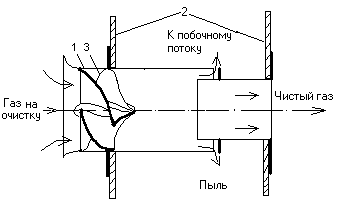 1 3
2
К побочному
потоку
Газ на
очистку
Чистый газ
Пыль